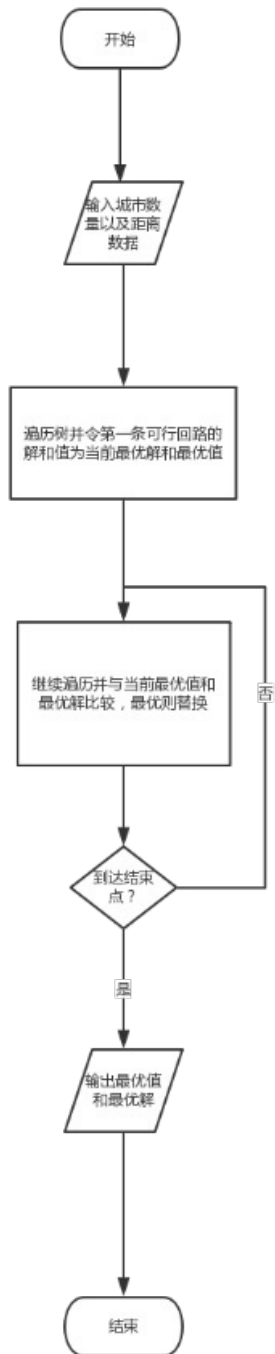 开始
输入城市数
量以及距离
数据
遍历树并令第一条可行回路的
解和值为当前最优解和最优值
继续遍历并与当前最优值和
最优解比较，最优则替换
否
到达结束
点？
是
输出最优值
和最优解
结束